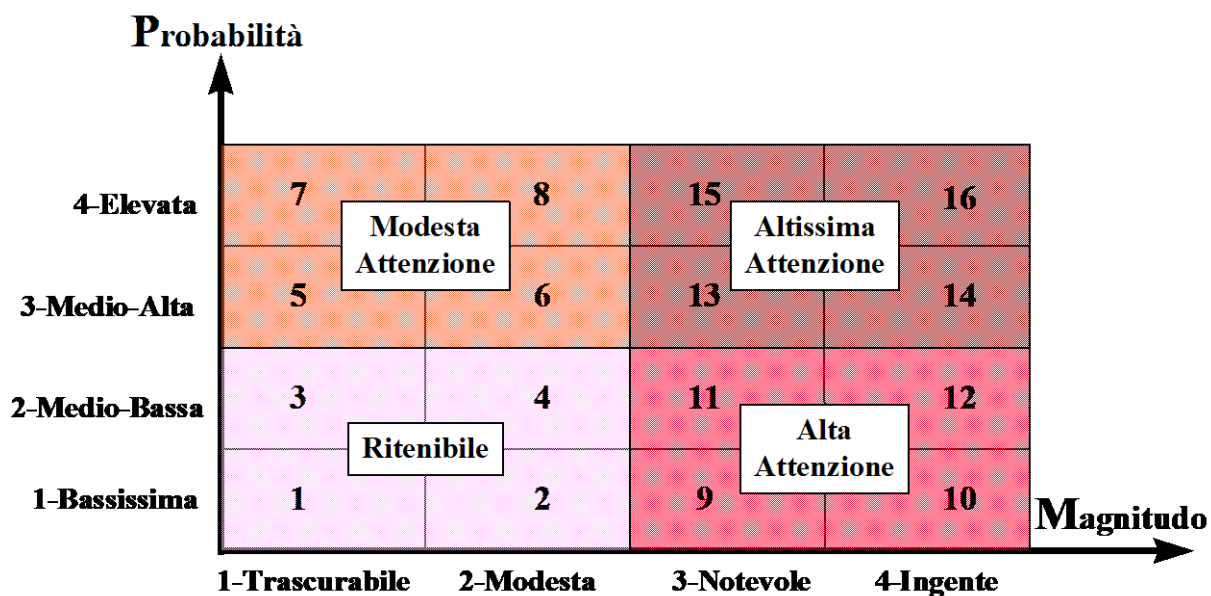 Probabilità
4-Elevata
7
8
15
16
Modesta
Attenzione
Altissima
Attenzione
3-Medio-Alta
5
6
13
14
2-Medio-Bassa
3
4
11
12
Ritenibile
Alta
Attenzione
1-Bassissima
1
2
9
10
Magnitudo
1-Trascurabile
2-Modesta
3-Notevole
4-Ingente